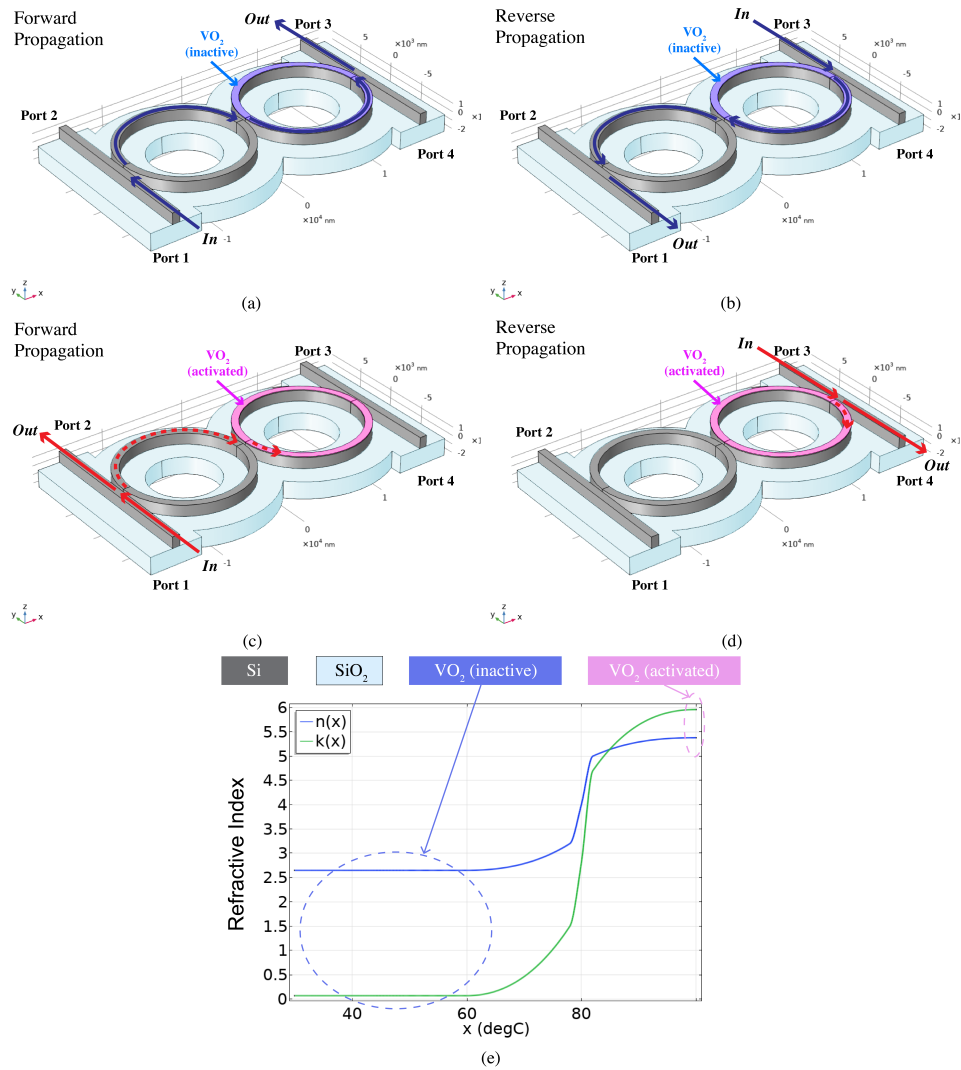 Forward
Propagation
Out
Port 3
VO2
(inactive)
5
×10³ nm
0
-5
1
0
-2
×1
Port 2
Port 4
1
0
×10⁴ nm
-1
In
Port 1
z
y
x
(a)
Reverse
Propagation
In
Port 3
VO2
(inactive)
5
×10³ nm
0
-5
1
0
-2
×1
Port 2
Port 4
1
0
×10⁴ nm
-1
Out
Port 1
z
y
x
(b)
Forward
Propagation
VO2
(activated)
Port 3
5
×10³ nm
0
-5
1
0
-2
×1
Out
Port 2
Port 4
1
0
×10⁴ nm
-1
In
Port 1
z
y
x
(c)
Reverse
Propagation
In
Port 3
VO2
(activated)
5
×10³ nm
0
-5
1
0
-2
Port 2
Out
Port 4
1
0
×10⁴ nm
-1
Port 1
z
y
x
(d)
Si
SiO2
VO2 (inactive)
VO2 (activated)
n(x)
k(x)
6
5.5
5
4.5
4
3.5
3
2.5
2
1.5
1
0.5
0
Refractive Index
40
60
80
x (degC)
(e)